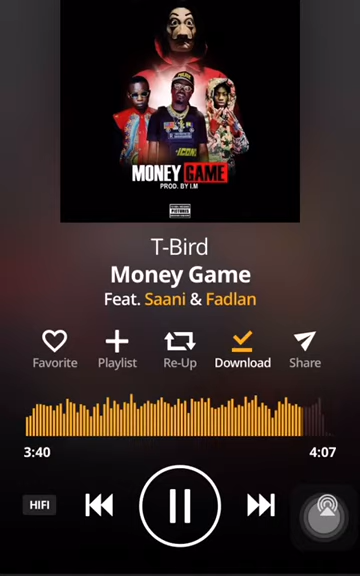 MONEY GAME
PROD. BY I.M
PICTURES
T-Bird
Money Game
Feat. Saani & Fadlan
Favorite Playlist Re-Up Download Share
3:40 4:07
HIFI